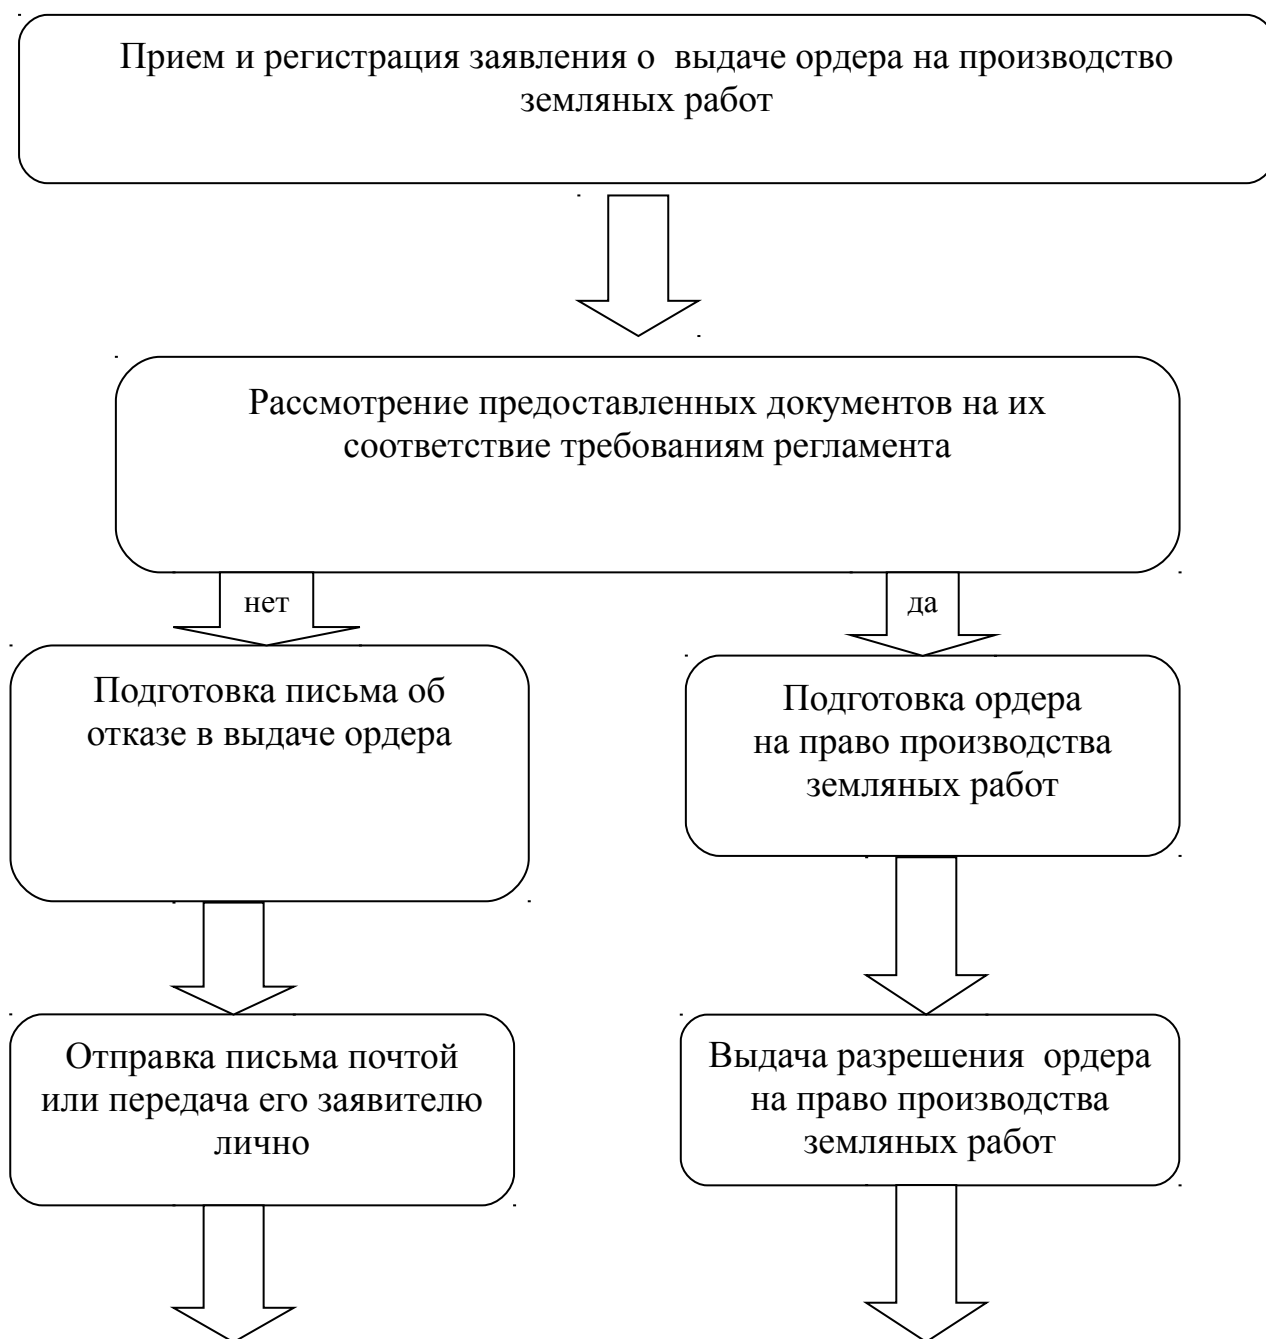 Прием и регистрация заявления о  выдаче ордера на производство
земляных работ
Рассмотрение предоставленных документов на их
соответствие требованиям регламента
нет
да
Подготовка письма об
отказе в выдаче ордера
Подготовка ордера
на право производства
земляных работ
Отправка письма почтой
или передача его заявителю
лично
Выдача разрешения  ордера
на право производства
земляных работ